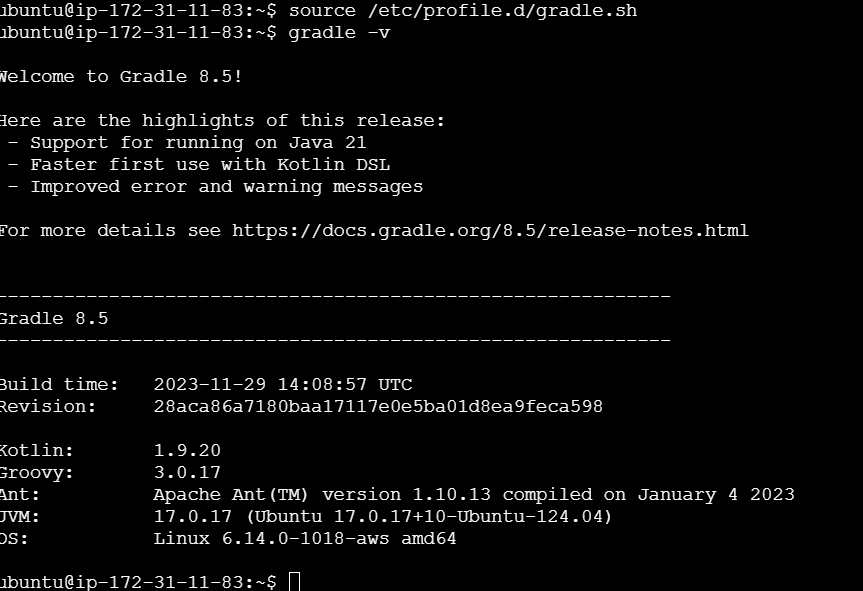 ubuntu@ip-172-31-11-83:~$ source /etc/profile.d/gradle.sh
ubuntu@ip-172-31-11-83:~$ gradle -v
Welcome to Gradle 8.5!
Here are the highlights of this release:
- Support for running on Java 21
- Faster first use with Kotlin DSL
- Improved error and warning messages
For more details see https://docs.gradle.org/8.5/release-notes.html
------------------------------------------------------------
Gradle 8.5
------------------------------------------------------------
Build time:   2023-11-29 14:08:57 UTC
Revision:     28aca86a7180baa17117e0e5ba01d8ea9feca598
Kotlin:       1.9.20
Groovy:       3.0.17
Ant:          Apache Ant(TM) version 1.10.13 compiled on January 4 2023
JVM:          17.0.17 (Ubuntu 17.0.17+10-Ubuntu-124.04)
OS:           Linux 6.14.0-1018-aws amd64
ubuntu@ip-172-31-11-83:~$